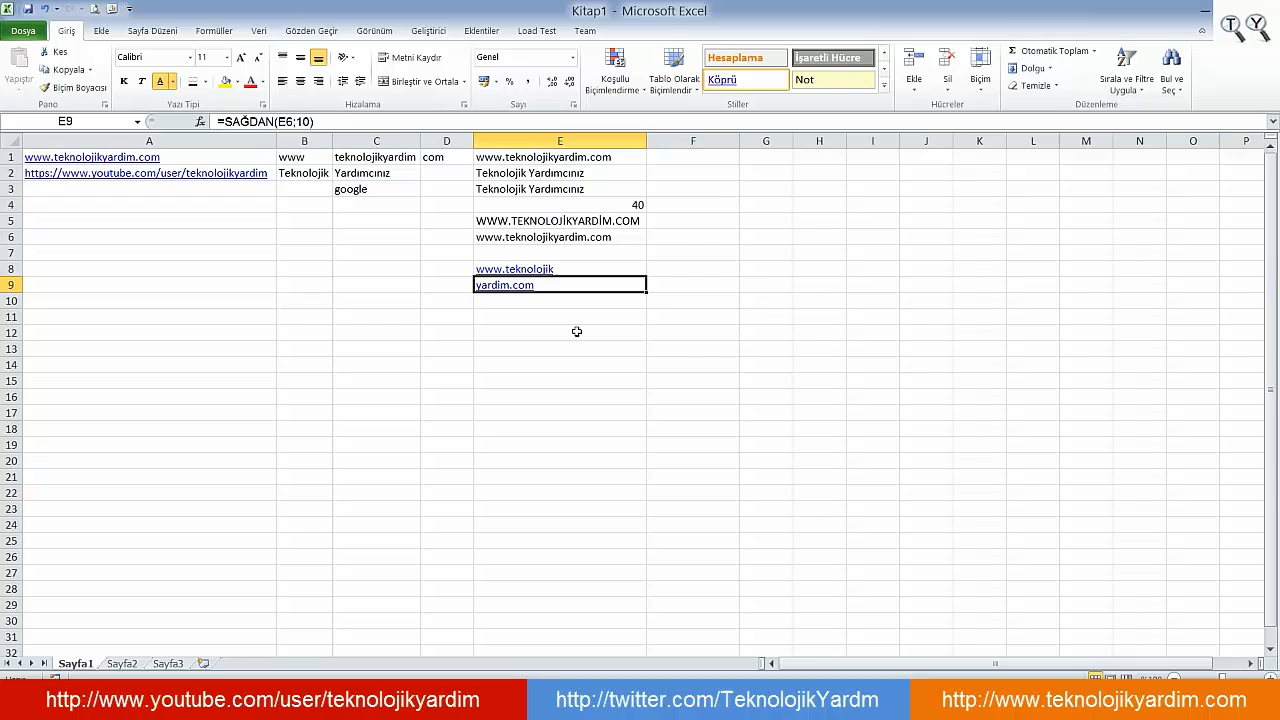 Kitap1 - Microsoft Excel
TY
Dosya Giriş Ekle Sayfa Düzeni Formüller Veri Gözden Geçir Görünüm Geliştirici Eklentiler Load Test Team
Yapıştır
Kes
Kopyala
Biçim Boyacısı
Calibri 11
K T A
Metni Kaydır
Birleştir ve Ortala
Genel
Koşullu Biçimlendirme
Tablo Olarak Biçimlendir
Hesaplama İşaretli Hücre
Köprü Not
Ekle Sil Biçim
Otomatik Toplam
Dolgu
Temizle
Sırala ve Filtre Uygula
Bul ve Seç
Pano Yazı Tipi Hizalama Sayı Stiller Hücreler Düzenleme
E9 fx =SAĞDAN(E6;10)
A B C D E F G H I J K L M N O P
1 www.teknolojikyardim.com www teknolojikyardim com www.teknolojikyardim.com
2 https://www.youtube.com/user/teknolojikyardim Teknolojik Yardımcınız Teknolojik Yardımcınız
3 google Teknolojik Yardımcınız
4 40
5 WWW.TEKNOLOJİKYARDİM.COM
6 www.teknolojikyardim.com
7
8 www.teknolojik
9 yardim.com
10
11
12
13
14
15
16
17
18
19
20
21
22
23
24
25
26
27
28
29
30
31
32
Sayfa1 Sayfa2 Sayfa3
http://www.youtube.com/user/teknolojikyardim http://twitter.com/TeknolojikYardm http://www.teknolojikyardim.com